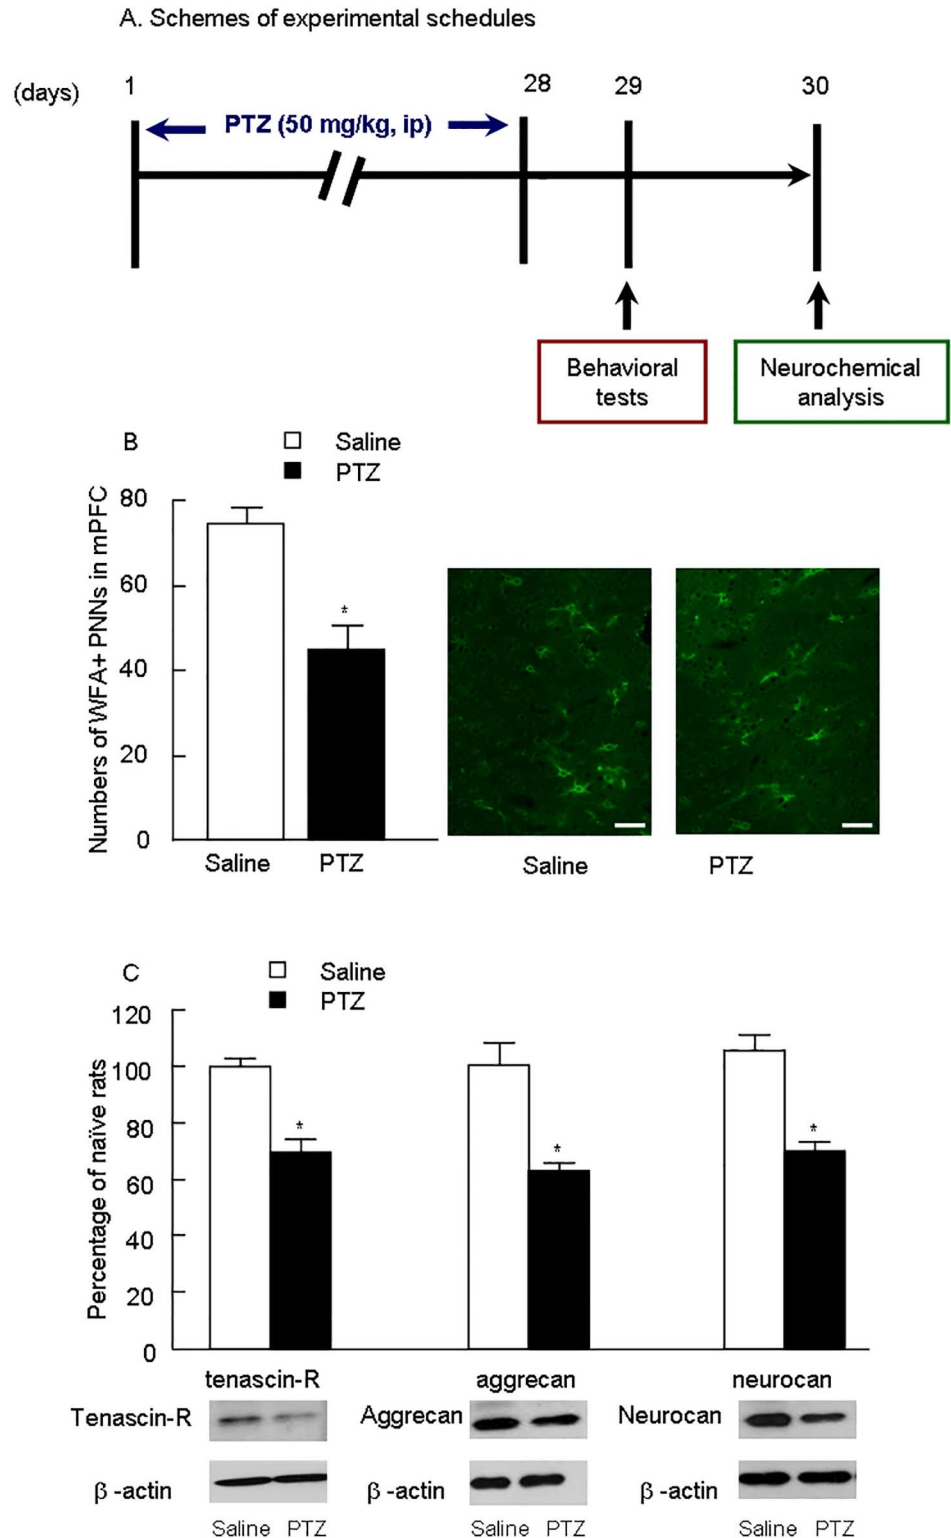 A. Schemes of experimental schedules
(days) 1 28 29 30
PTZ (50 mg/kg, ip)
Behavioral
tests
Neurochemical
analysis
B
Saline
PTZ
Numbers of WFA+ PNNs in mPFC
80
60
40
20
0
*
Saline PTZ
Saline PTZ
C
Saline
PTZ
Percentage of naïve rats
120
100
80
60
40
20
0
* * *
tenascin-R aggrecan neurocan
Tenascin-R Aggrecan Neurocan
β -actin β -actin β -actin
Saline PTZ Saline PTZ Saline PTZ